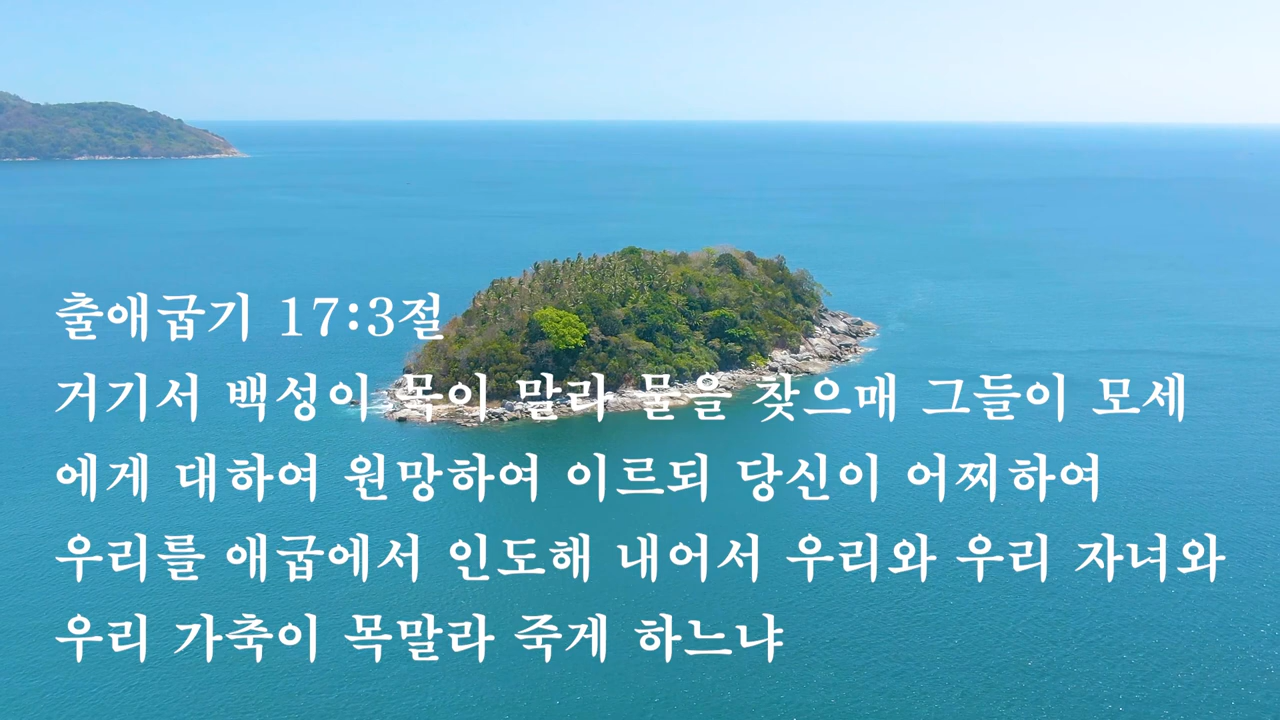 출애굽기 17:3절
거기서 백성이 목이 말라 물을 찾으매 그들이 모세
에게 대하여 원망하여 이르되 당신이 어찌하여
우리를 애굽에서 인도해 내어서 우리와 우리 자녀와
우리 가축이 목말라 죽게 하느냐